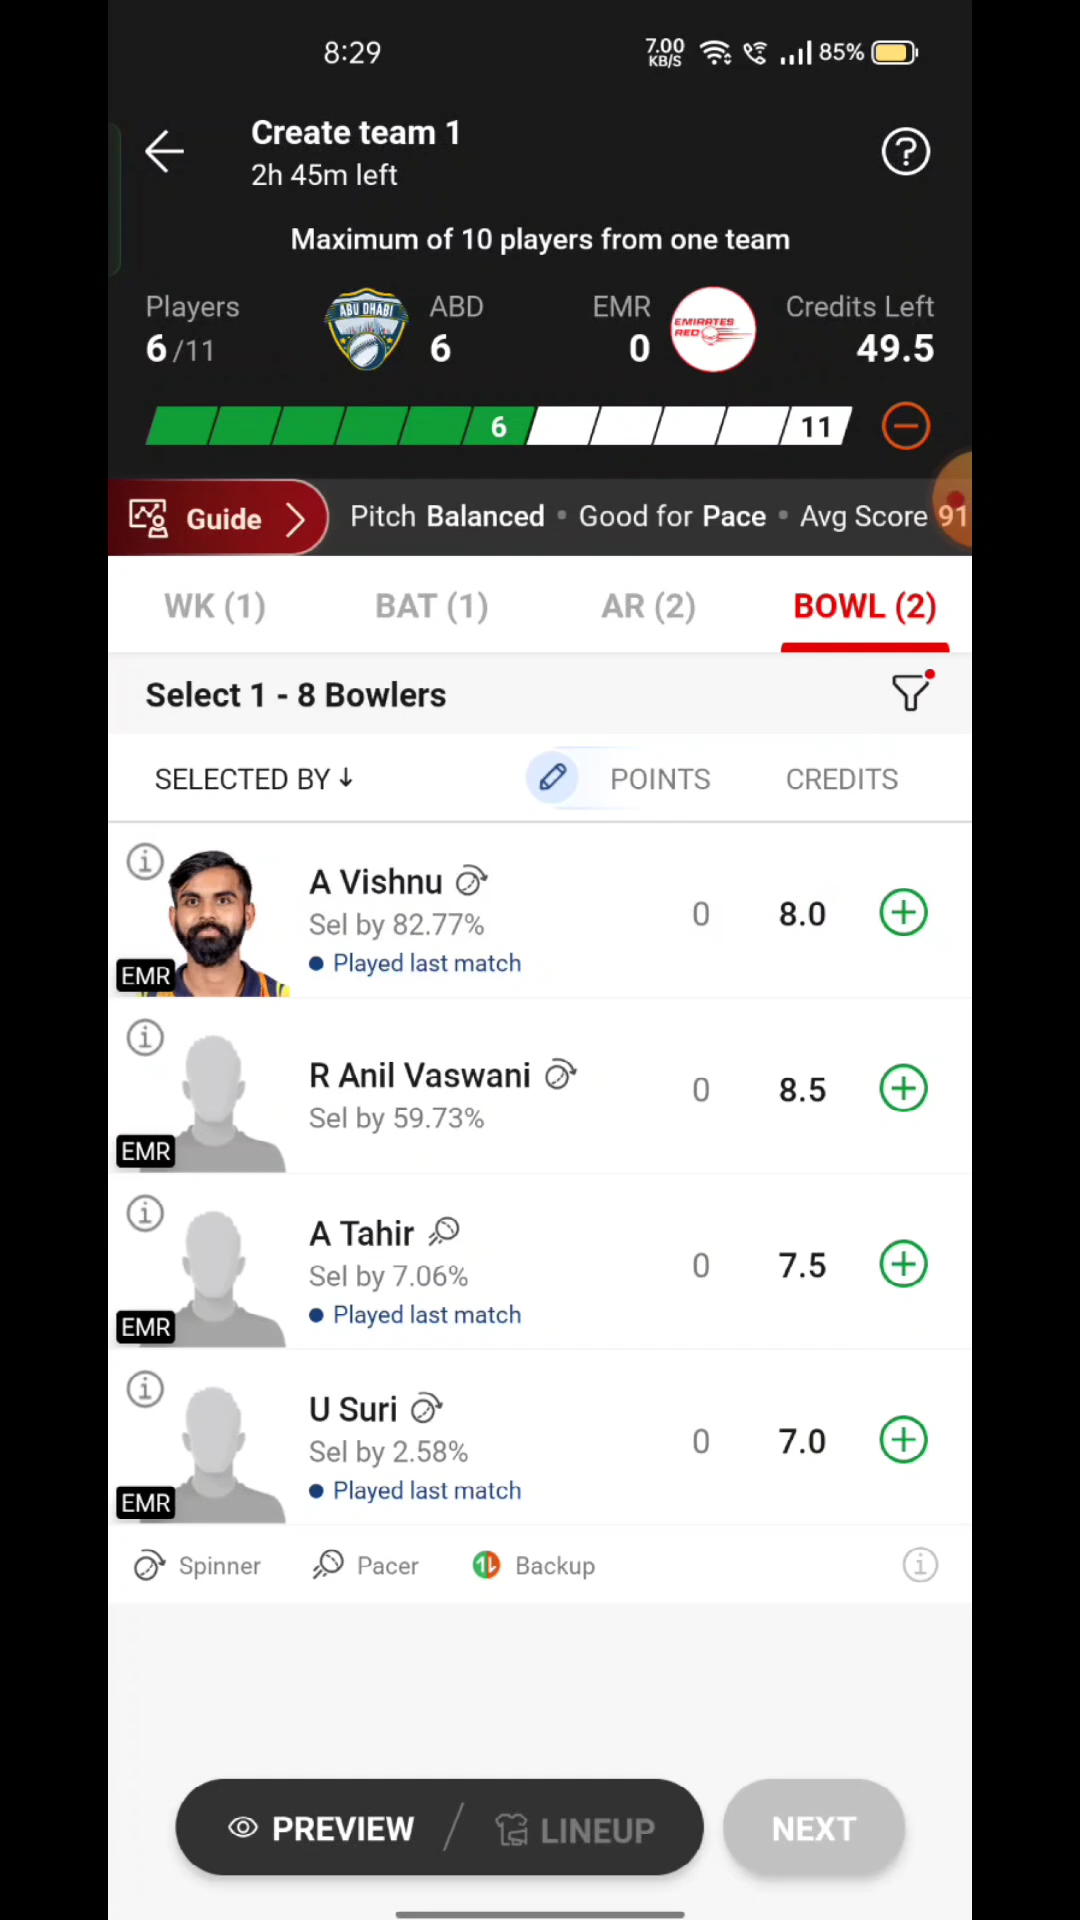 8:29
7.00 KB/S
85%
Create team 1
2h 45m left
Maximum of 10 players from one team
Players
6/11
ABU DHABI
ABD
6
EMR
0
EMIRATES RED
Credits Left
49.5
6
11
Guide
Pitch Balanced • Good for Pace • Avg Score 91
WK (1)
BAT (1)
AR (2)
BOWL (2)
Select 1 - 8 Bowlers
SELECTED BY ↓
POINTS
CREDITS
A Vishnu
Sel by 82.77%
Played last match
EMR
0
8.0
R Anil Vaswani
Sel by 59.73%
EMR
0
8.5
A Tahir
Sel by 7.06%
Played last match
EMR
0
7.5
U Suri
Sel by 2.58%
Played last match
EMR
0
7.0
Spinner
Pacer
Backup
PREVIEW / LINEUP
NEXT